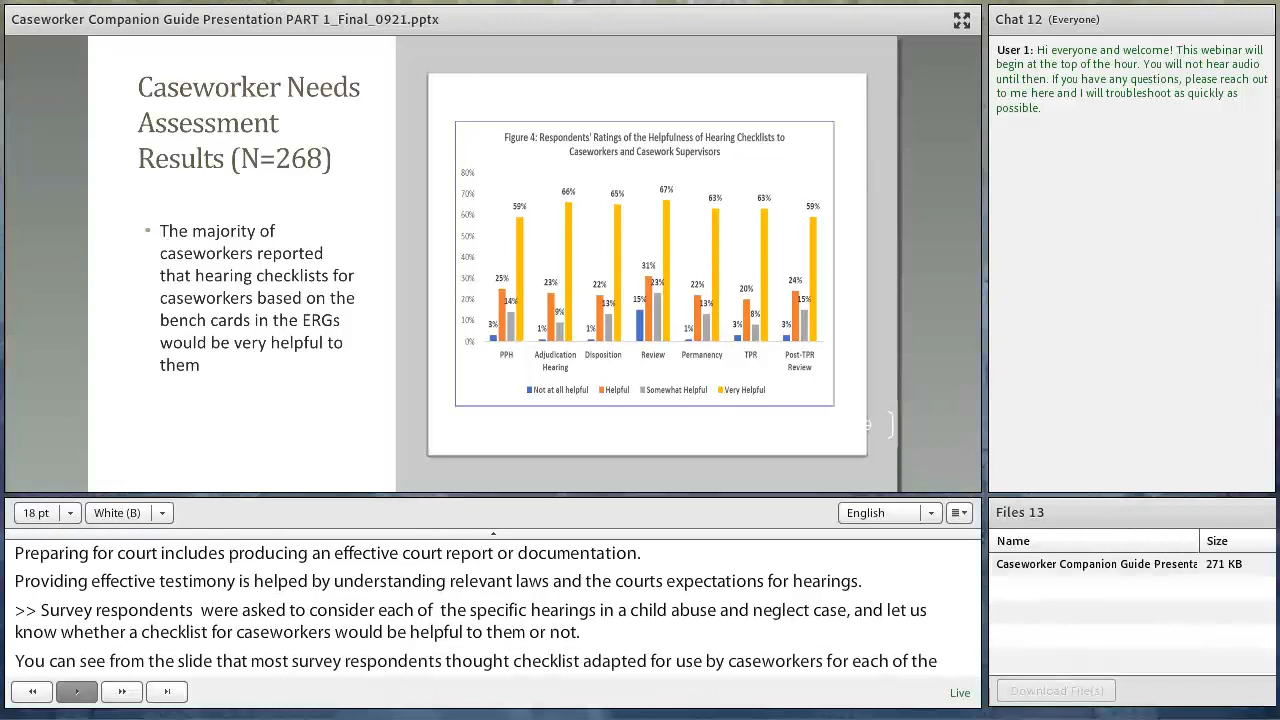 Caseworker Companion Guide Presentation PART 1_Final_0921.pptx
Caseworker Needs
Assessment
Results (N=268)
The majority of
caseworkers reported
that hearing checklists for
caseworkers based on the
bench cards in the ERGs
would be very helpful to
them
Figure 4: Respondents' Ratings of the Helpfulness of Hearing Checklists to
Caseworkers and Casework Supervisors
80%
70%
60%
50%
40%
30%
20%
10%
0%
3% 25% 14% 59%
1% 23% 9% 66%
1% 22% 13% 65%
15% 31% 23% 67%
1% 22% 13% 63%
3% 20% 8% 63%
3% 24% 15% 59%
PPH
Adjudication
Hearing
Disposition
Review
Permanency
TPR
Post-TPR
Review
Not at all helpful Helpful Somewhat Helpful Very Helpful
e
Chat 12 (Everyone)
User 1: Hi everyone and welcome! This webinar will
begin at the top of the hour. You will not hear audio
until then. If you have any questions, please reach out
to me here and I will troubleshoot as quickly as
possible.
18 pt White (B) English
Preparing for court includes producing an effective court report or documentation.
Providing effective testimony is helped by understanding relevant laws and the courts expectations for hearings.
>> Survey respondents were asked to consider each of the specific hearings in a child abuse and neglect case, and let us
know whether a checklist for caseworkers would be helpful to them or not.
You can see from the slide that most survey respondents thought checklist adapted for use by caseworkers for each of the
Live
Files 13
Name Size
Caseworker Companion Guide Presenta 271 KB
Download File(s)